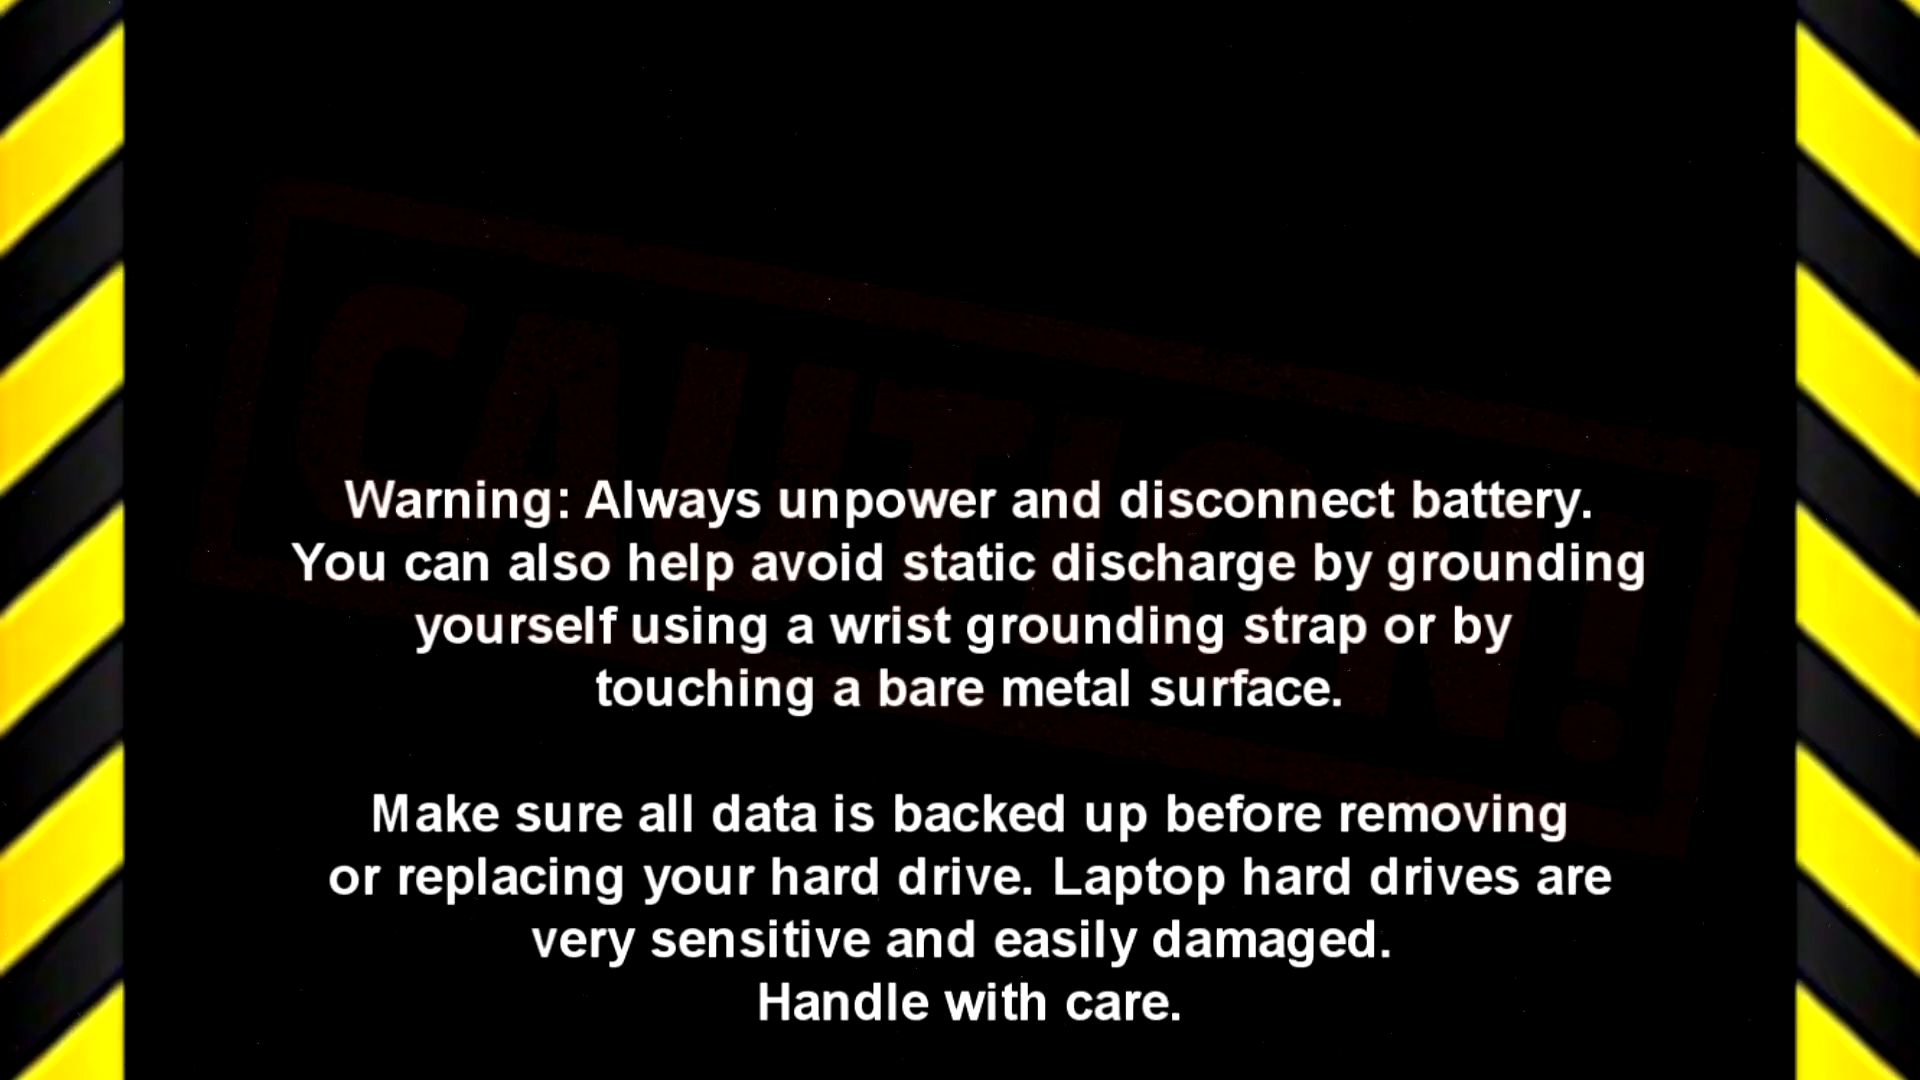 CAUTION!
Warning: Always unpower and disconnect battery.
You can also help avoid static discharge by grounding
yourself using a wrist grounding strap or by
touching a bare metal surface.
Make sure all data is backed up before removing
or replacing your hard drive. Laptop hard drives are
very sensitive and easily damaged.
Handle with care.